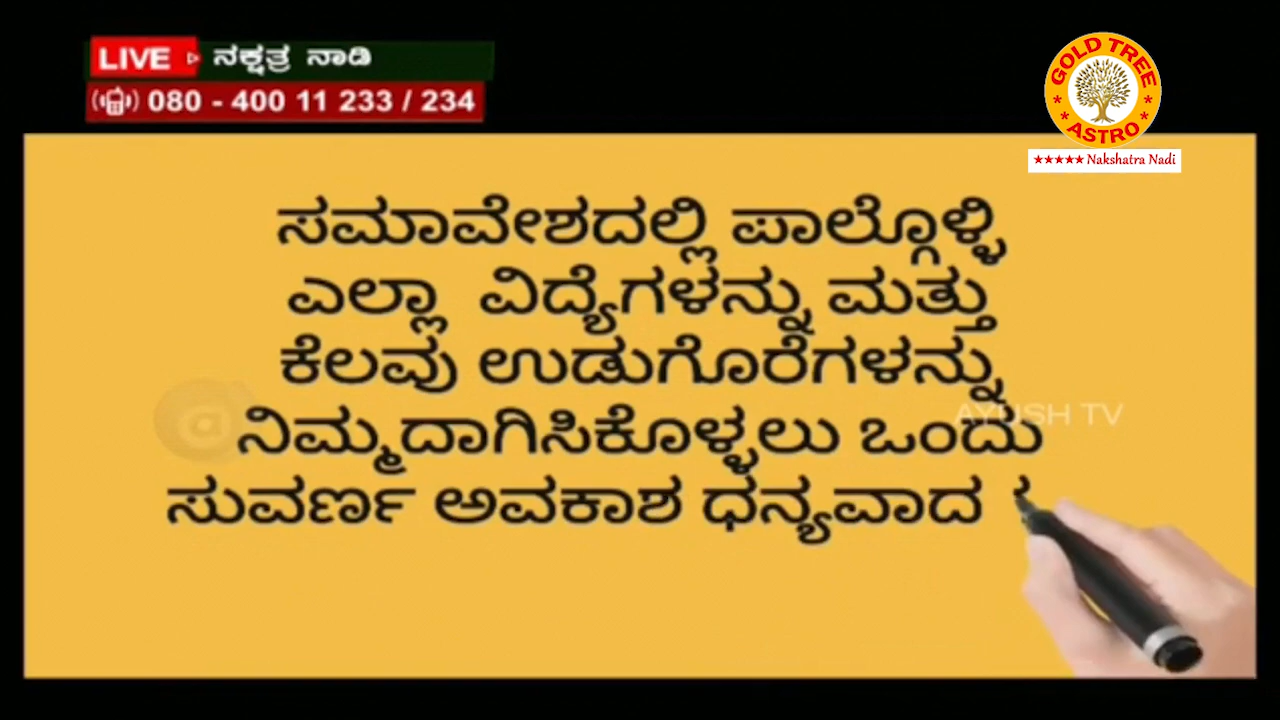 LIVE ನಕ್ಷತ್ರ ನಾಡಿ
080 - 400 11 233 / 234
GOLD TREE
ASTRO
★★★★★ Nakshatra Nadi
ಸಮಾವೇಶದಲ್ಲಿ ಪಾಲ್ಗೊಳ್ಳಿ
ಎಲ್ಲಾ ವಿದ್ಯೆಗಳನ್ನು ಮತ್ತು
ಕೆಲವು ಉಡುಗೊರೆಗಳನ್ನು
AYUSH TV
ನಿಮ್ಮದಾಗಿಸಿಕೊಳ್ಳಲು ಒಂದು
ಸುವರ್ಣ ಅವಕಾಶ ಧನ್ಯವಾದ